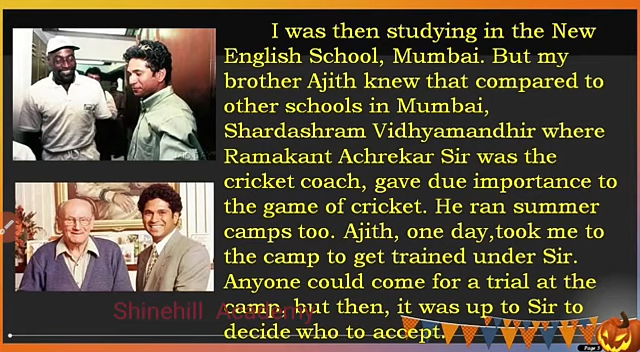 I was then studying in the New
English School, Mumbai. But my
brother Ajith knew that compared to
other schools in Mumbai,
Shardashram Vidhyamandhir where
Ramakant Achrekar Sir was the
cricket coach, gave due importance to
the game of cricket. He ran summer
camps too. Ajith, one day,took me to
the camp to get trained under Sir.
Anyone could come for a trial at the
camp, but then, it was up to Sir to
decide who to accept.
Shinehill Academy
Page 3